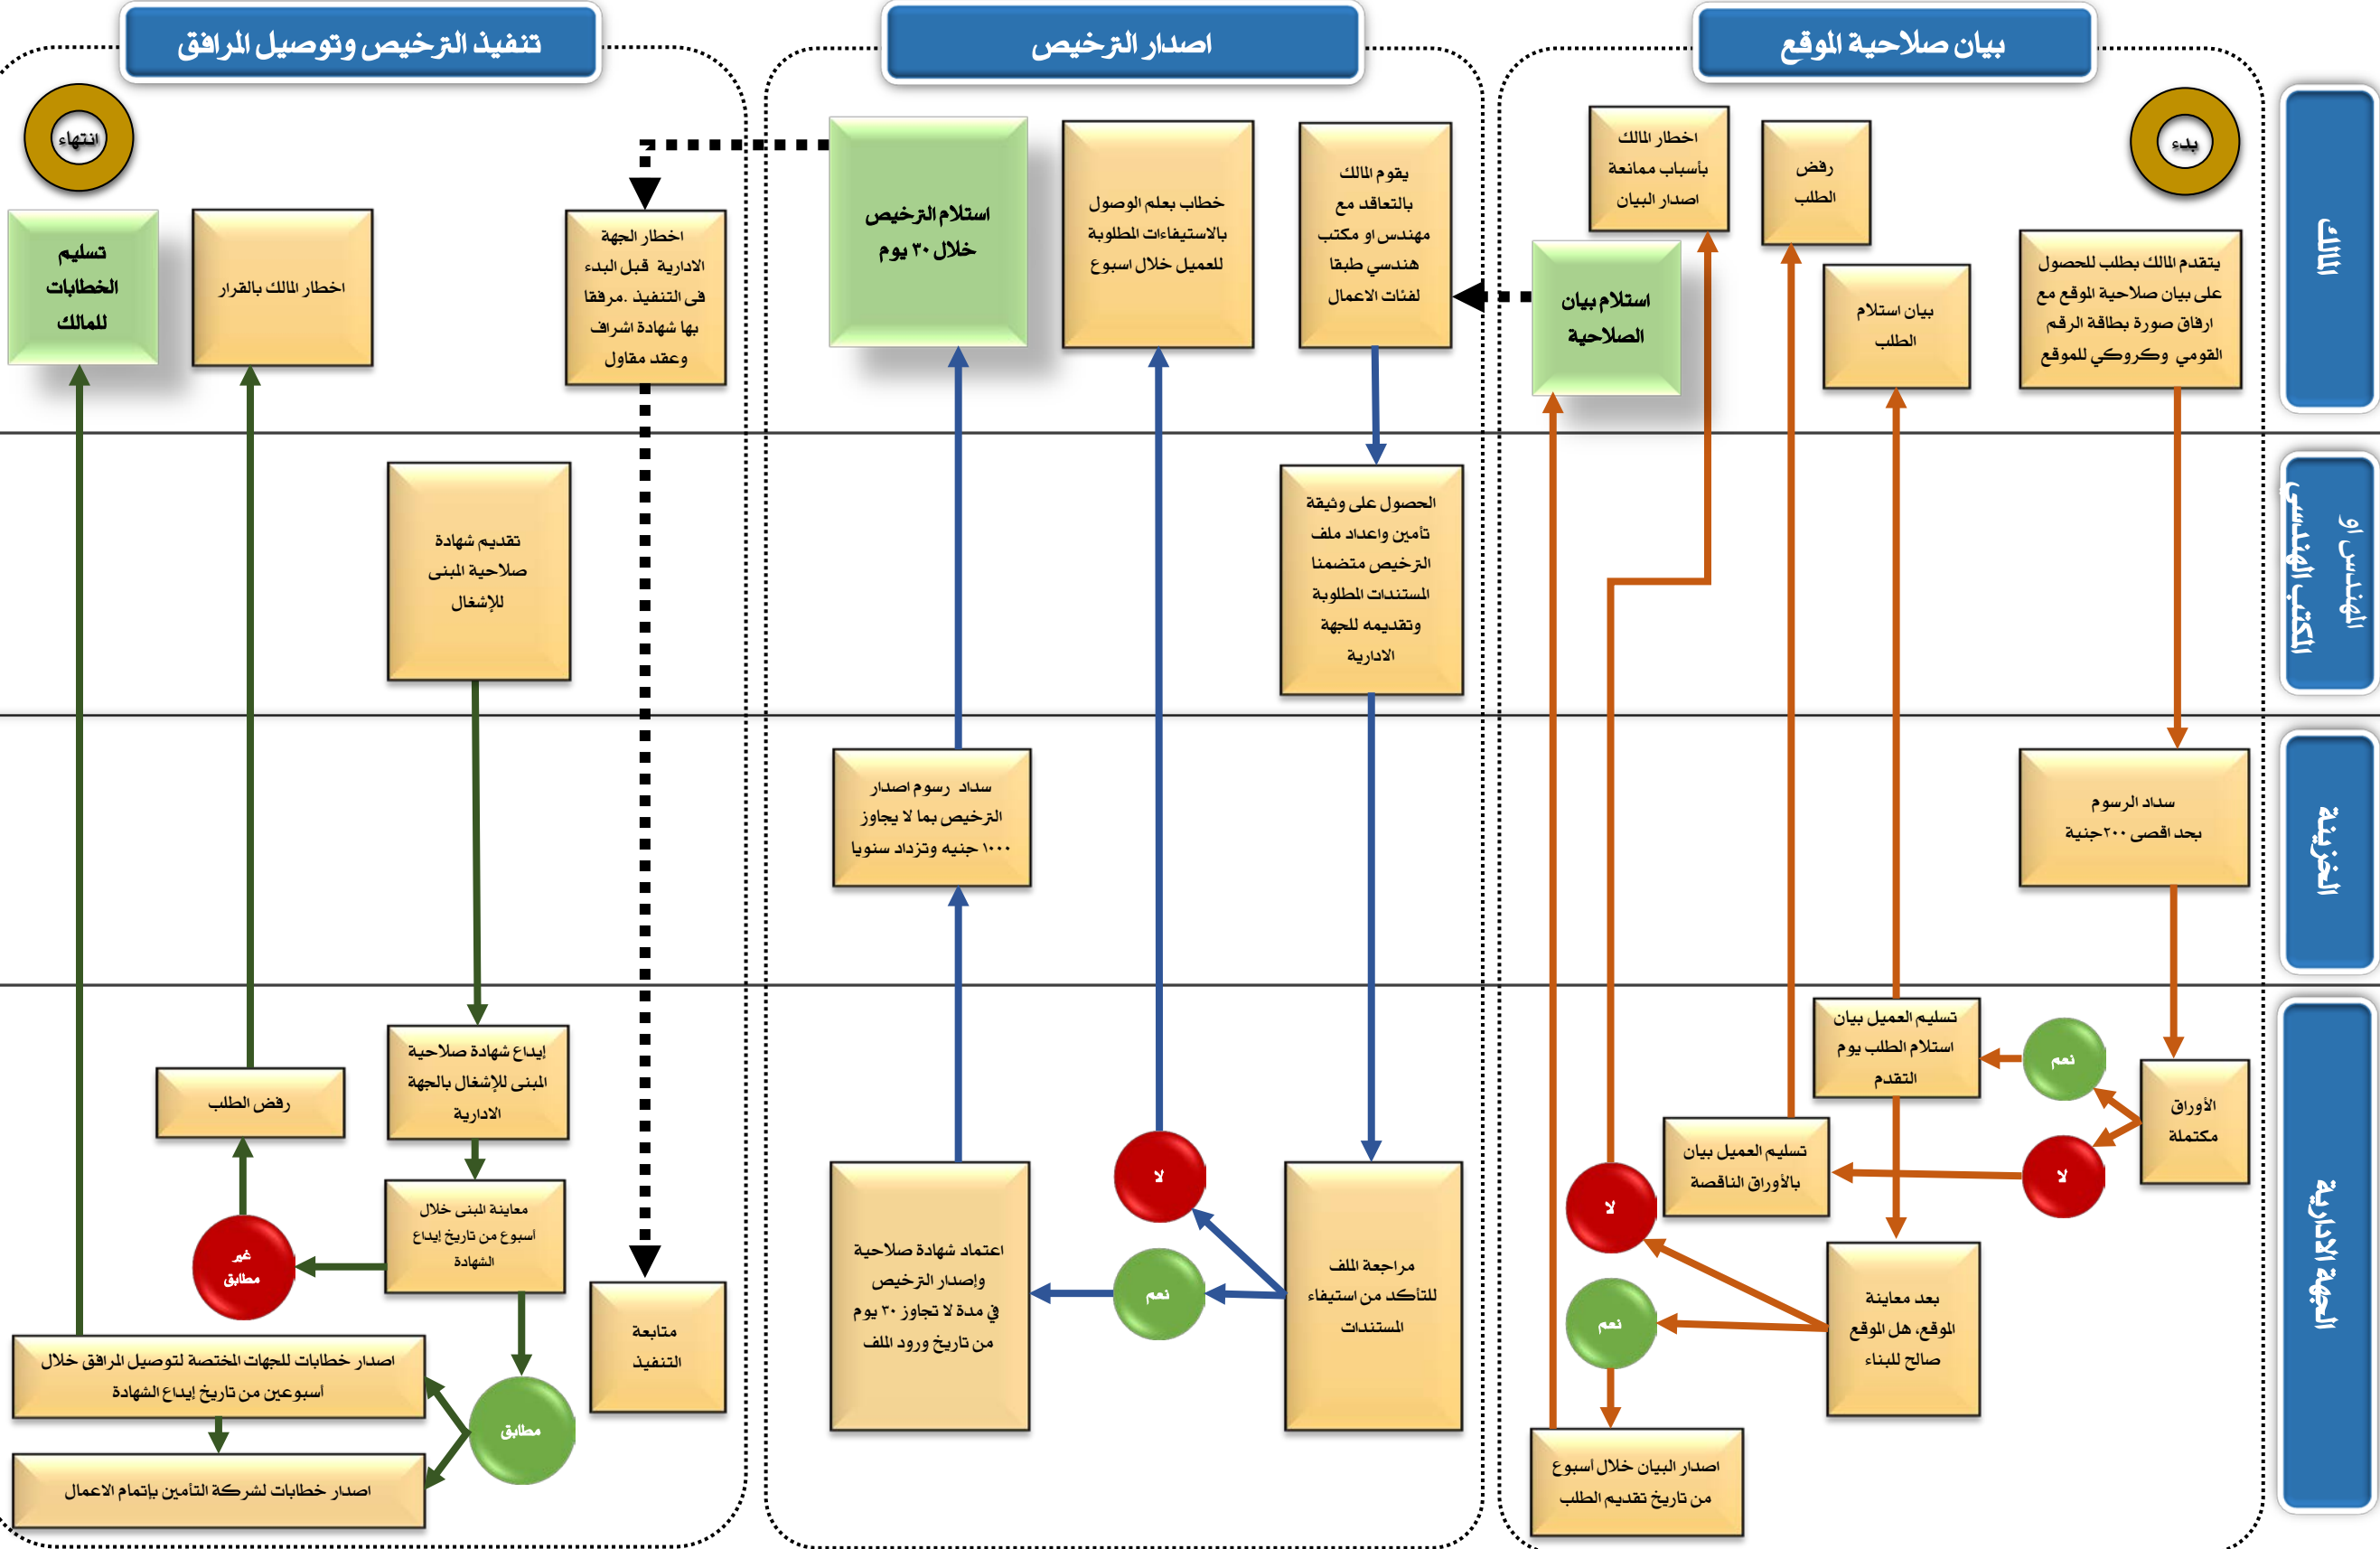 بيان صلاحية الموقع
اصدار الترخيص
تنفيذ الترخيص وتوصيل المرافق
المالك
المهندس او
المكتب الهندسي
الخزينة
الجهة الادارية
بدء
يتقدم المالك بطلب للحصول
على بيان صلاحية الموقع مع
ارفاق صورة بطاقة الرقم
القومي وكروكي للموقع
سداد الرسوم
بحد اقصى ٢٠٠جنية
الأوراق
مكتملة
نعم
لا
تسليم العميل بيان
استلام الطلب يوم
التقدم
بيان استلام
الطلب
تسليم العميل بيان
بالأوراق الناقصة
رفض
الطلب
بعد معاينة
الموقع، هل الموقع
صالح للبناء
لا
نعم
اخطار المالك
بأسباب ممانعة
اصدار البيان
اصدار البيان خلال أسبوع
من تاريخ تقديم الطلب
استلام بيان
الصلاحية
يقوم المالك
بالتعاقد مع
مهندس او مكتب
هندسي طبقا
لفئات الاعمال
الحصول على وثيقة
تأمين واعداد ملف
الترخيص متضمنا
المستندات المطلوبة
وتقديمه للجهة
الادارية
مراجعة الملف
للتأكد من استيفاء
المستندات
لا
نعم
خطاب بعلم الوصول
بالاستيفاءات المطلوبة
للعميل خلال اسبوع
اعتماد شهادة صلاحية
وإصدار الترخيص
في مدة لا تجاوز ٣٠ يوم
من تاريخ ورود الملف
سداد رسوم اصدار
الترخيص بما لا يجاوز
١٠٠٠ جنيه وتزداد سنويا
استلام الترخيص
خلال ٣٠ يوم
اخطار الجهة
الادارية قبل البدء
فى التنفيذ .مرفقا
بها شهادة اشراف
وعقد مقاول
متابعة
التنفيذ
تقديم شهادة
صلاحية المبنى
للإشغال
إيداع شهادة صلاحية
المبنى للإشغال بالجهة
الادارية
معاينة المبنى خلال
أسبوع من تاريخ إيداع
الشهادة
غير
مطابق
مطابق
رفض الطلب
اخطار المالك بالقرار
اصدار خطابات للجهات المختصة لتوصيل المرافق خلال
أسبوعين من تاريخ إيداع الشهادة
اصدار خطابات لشركة التأمين بإتمام الاعمال
تسليم
الخطابات
للمالك
انتهاء